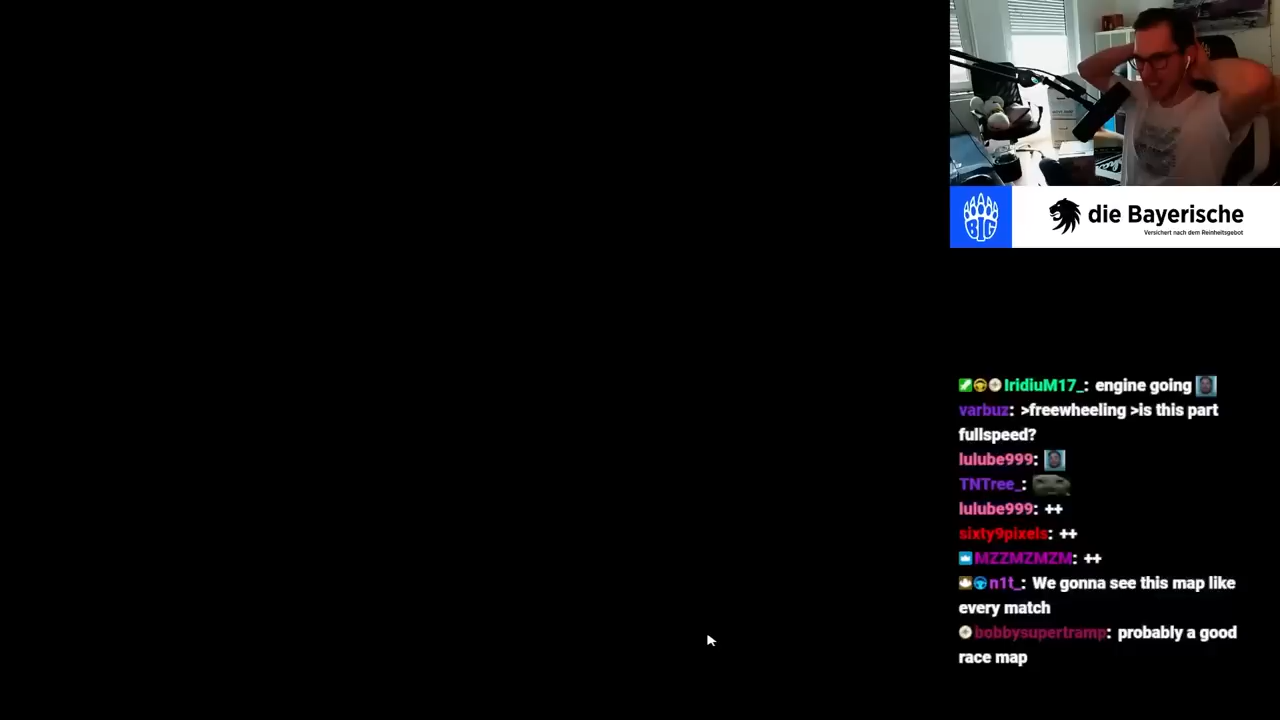 BIG
die Bayerische
Versichert nach dem Reinheitsgebot
IridiuM17_: engine going
varbuz: >freewheeling >is this part
fullspeed?
lulube999:
TNTree_:
lulube999: ++
sixty9pixels: ++
MZZMZMZM: ++
n1t_: We gonna see this map like
every match
bobbysupertramp: probably a good
race map